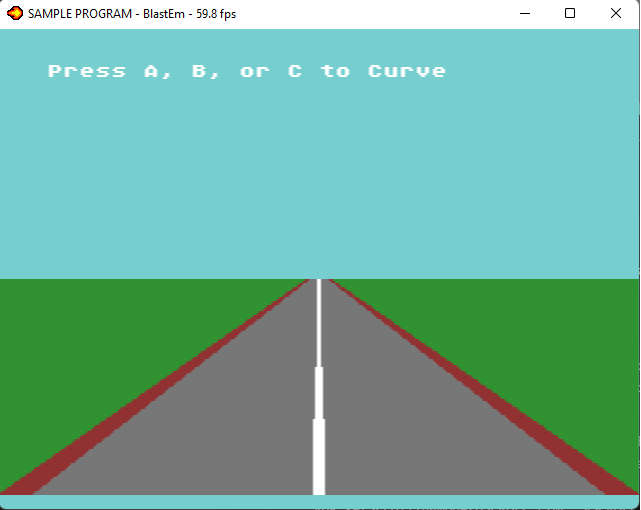 SAMPLE PROGRAM - BlastEm - 59.8 fps
Press A, B, or C to Curve